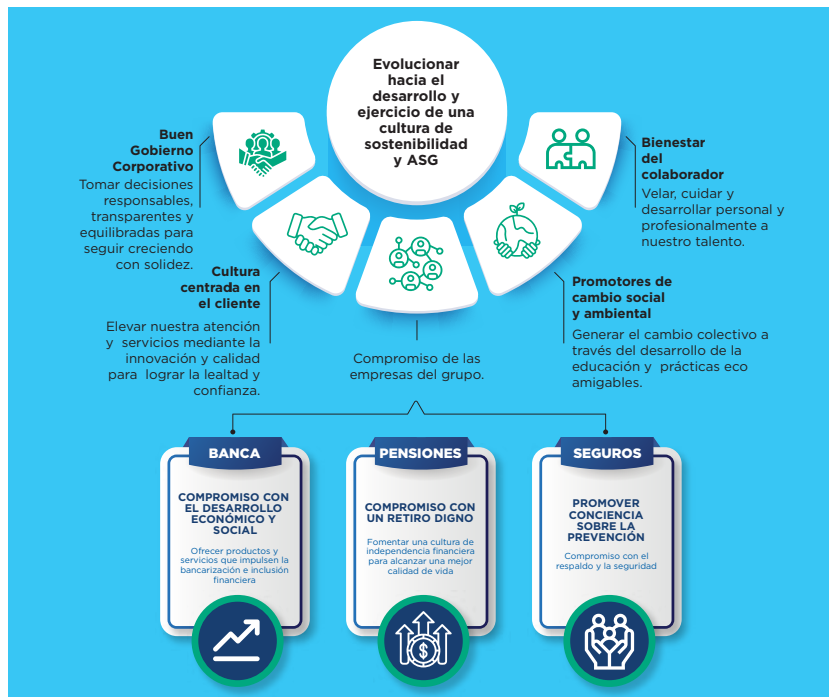 Evolucionar
hacia el
desarrollo y
ejercicio de una
cultura de
sostenibilidad
y ASG
Buen
Gobierno
Corporativo
Tomar decisiones
responsables,
transparentes y
equilibradas para
seguir creciendo
con solidez.
Cultura
centrada en
el cliente
Elevar nuestra atención
y servicios mediante la
innovación y calidad
para lograr la lealtad y
confianza.
Compromiso de las
empresas del grupo.
Promotores de
cambio social
y ambiental
Generar el cambio colectivo a
través del desarrollo de la
educación y prácticas eco
amigables.
Bienestar
del
colaborador
Velar, cuidar y
desarrollar personal y
profesionalmente a
nuestro talento.
BANCA
COMPROMISO CON
EL DESARROLLO
ECONÓMICO Y
SOCIAL
Ofrecer productos y
servicios que impulsen la
bancarización e inclusión
financiera
PENSIONES
COMPROMISO CON
UN RETIRO DIGNO
Fomentar una cultura de
independencia financiera
para alcanzar una mejor
calidad de vida
$
SEGUROS
PROMOVER
CONCIENCIA
SOBRE LA
PREVENCIÓN
Compromiso con el
respaldo y la seguridad